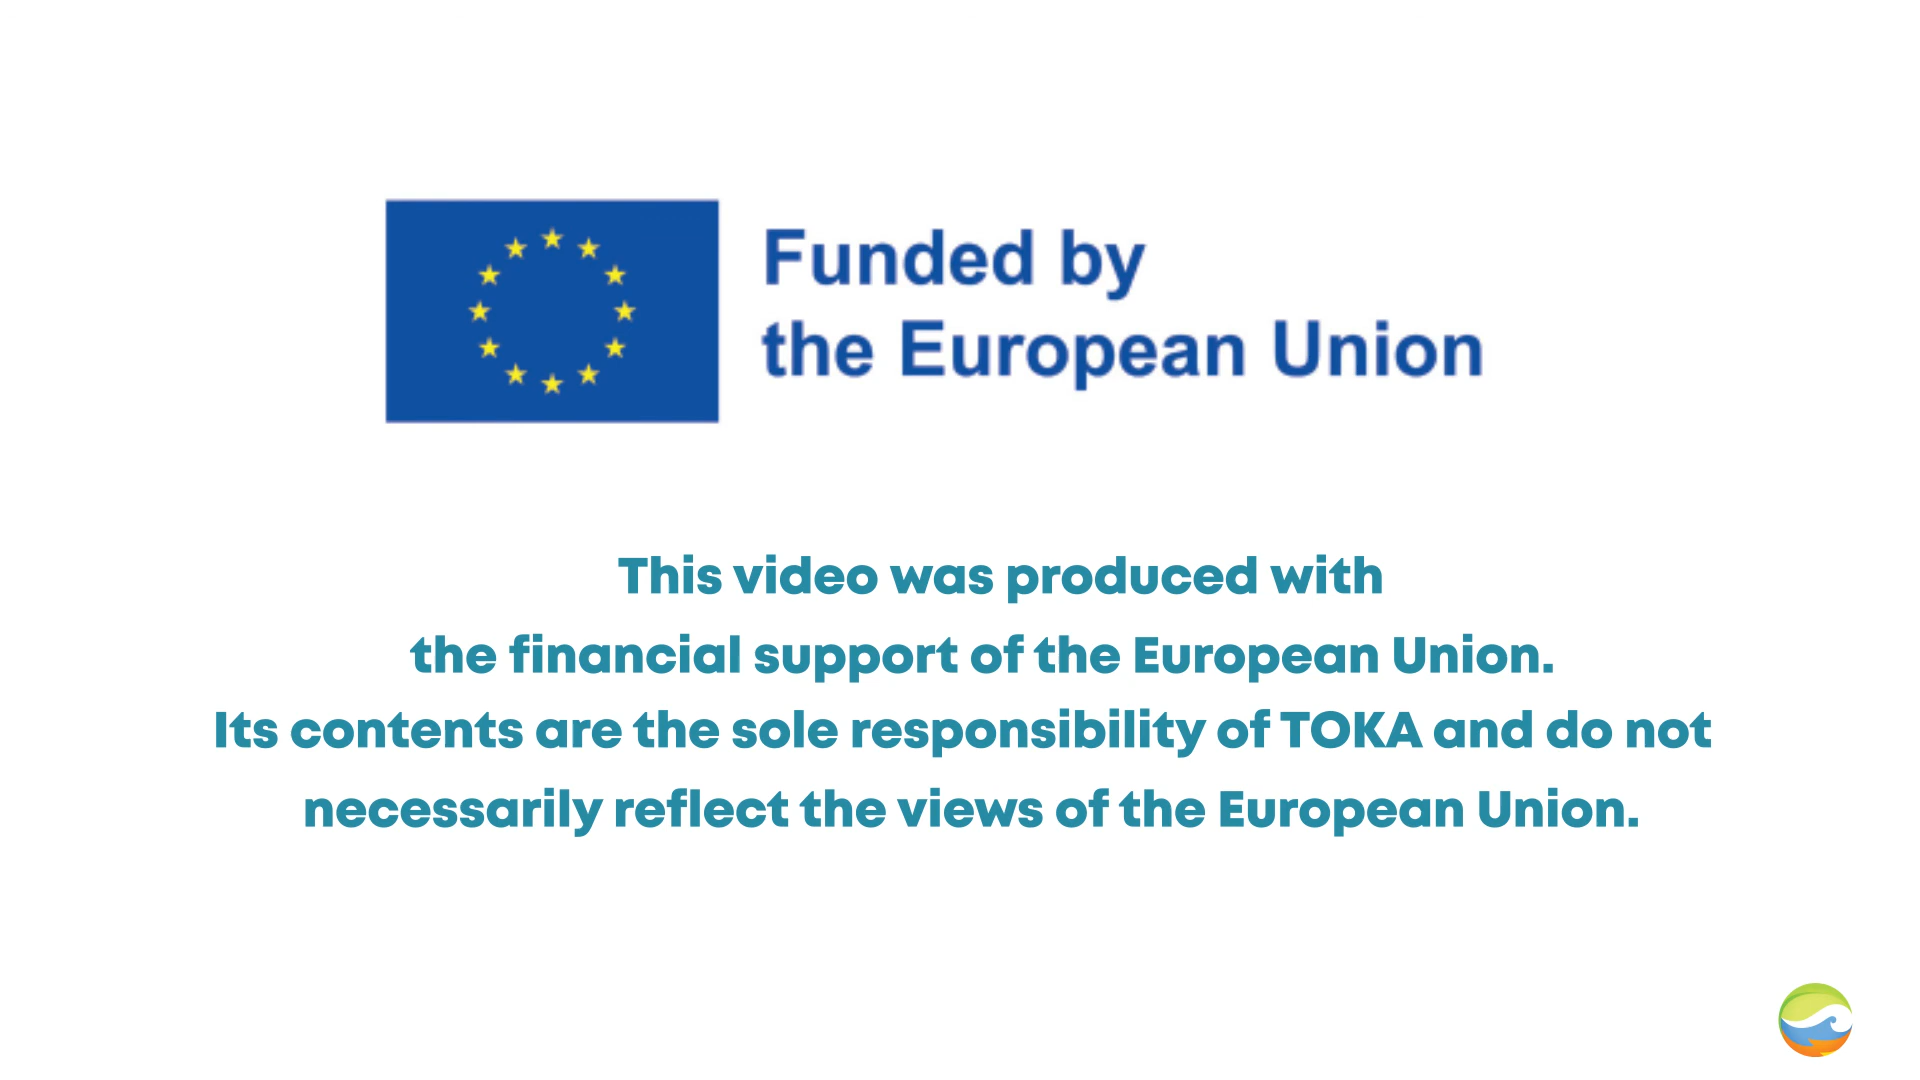 Funded by
the European Union
This video was produced with
the financial support of the European Union.
Its contents are the sole responsibility of TOKA and do not
necessarily reflect the views of the European Union.